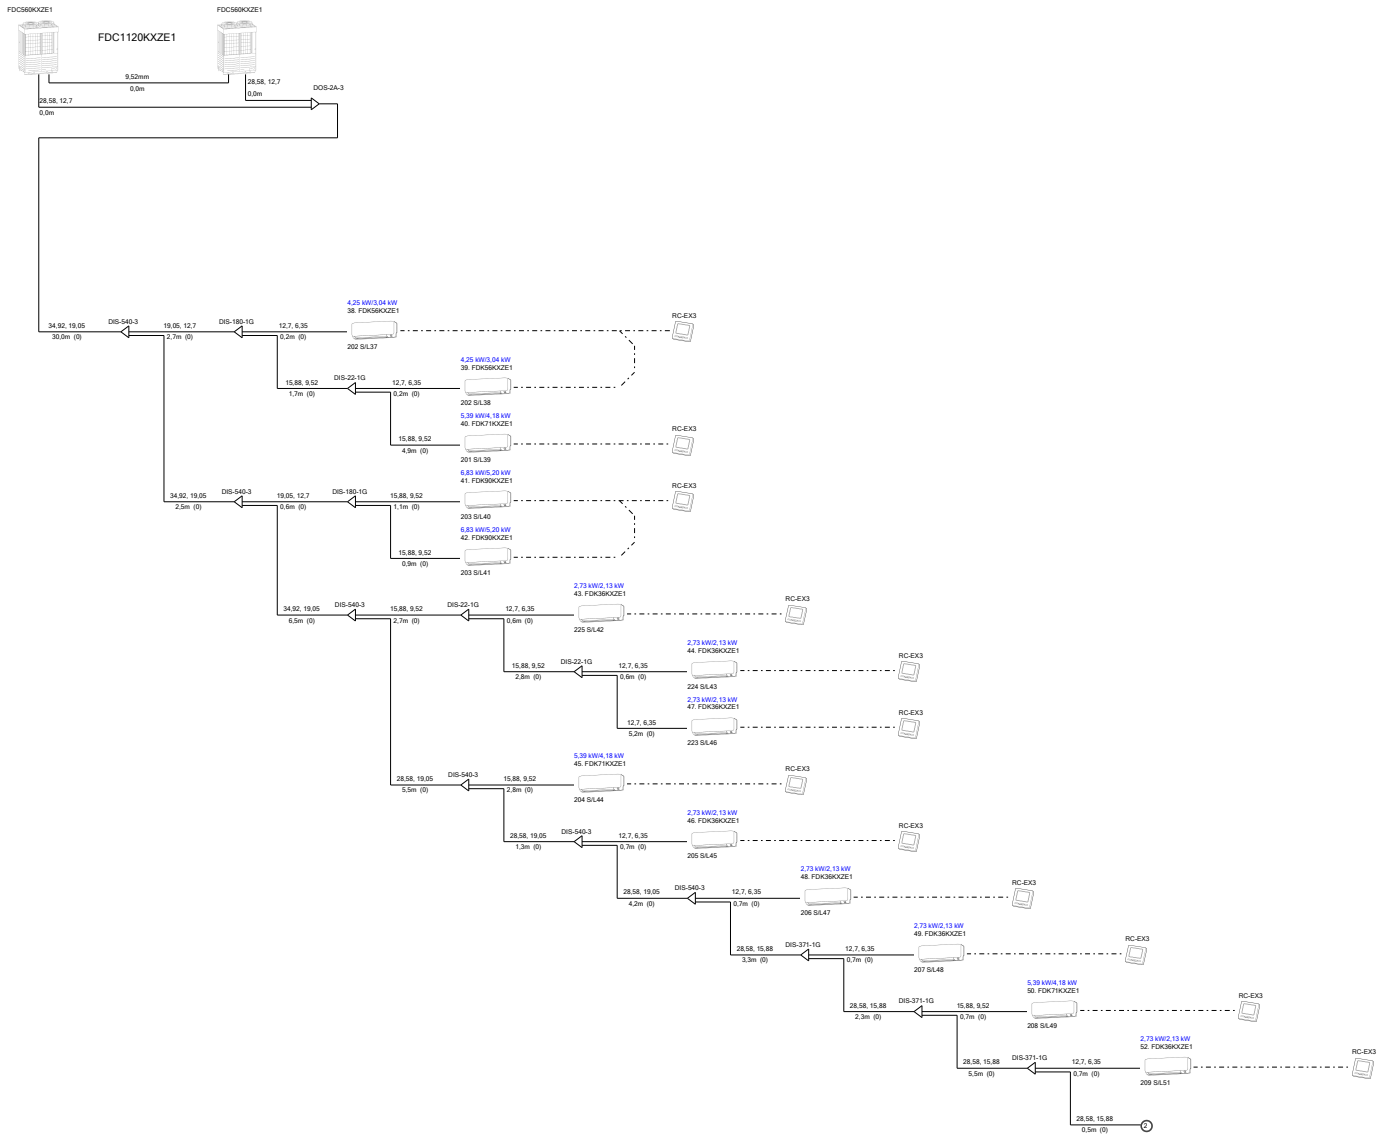 FDC560KXZE1
FDC560KXZE1
FDC1120KXZE1
9,52mm
0,0m
28,58, 12,7
0,0m
DOS-2A-3
28,58, 12,7
0,0m
4,25 kW/3,04 kW
38. FDK56KXZE1
RC-EX3
34,92, 19,05
30,0m (0)
DIS-540-3
19,05, 12,7
2,7m (0)
DIS-180-1G
12,7, 6,35
0,2m (0)
202 S/L37
4,25 kW/3,04 kW
39. FDK56KXZE1
15,88, 9,52
1,7m (0)
DIS-22-1G
12,7, 6,35
0,2m (0)
202 S/L38
5,39 kW/4,18 kW
40. FDK71KXZE1
RC-EX3
15,88, 9,52
4,9m (0)
201 S/L39
6,83 kW/5,20 kW
41. FDK90KXZE1
RC-EX3
34,92, 19,05
2,5m (0)
DIS-540-3
19,05, 12,7
0,6m (0)
DIS-180-1G
15,88, 9,52
1,1m (0)
203 S/L40
6,83 kW/5,20 kW
42. FDK90KXZE1
15,88, 9,52
0,9m (0)
203 S/L41
2,73 kW/2,13 kW
43. FDK36KXZE1
RC-EX3
34,92, 19,05
6,5m (0)
DIS-540-3
15,88, 9,52
2,7m (0)
DIS-22-1G
12,7, 6,35
0,6m (0)
225 S/L42
2,73 kW/2,13 kW
44. FDK36KXZE1
RC-EX3
15,88, 9,52
2,8m (0)
DIS-22-1G
12,7, 6,35
0,6m (0)
224 S/L43
2,73 kW/2,13 kW
47. FDK36KXZE1
RC-EX3
12,7, 6,35
5,2m (0)
223 S/L46
5,39 kW/4,18 kW
45. FDK71KXZE1
RC-EX3
28,58, 19,05
5,5m (0)
DIS-540-3
15,88, 9,52
2,8m (0)
204 S/L44
2,73 kW/2,13 kW
46. FDK36KXZE1
RC-EX3
28,58, 19,05
1,3m (0)
DIS-540-3
12,7, 6,35
0,7m (0)
205 S/L45
2,73 kW/2,13 kW
48. FDK36KXZE1
RC-EX3
28,58, 19,05
4,2m (0)
DIS-540-3
12,7, 6,35
0,7m (0)
206 S/L47
2,73 kW/2,13 kW
49. FDK36KXZE1
RC-EX3
28,58, 15,88
3,3m (0)
DIS-371-1G
12,7, 6,35
0,7m (0)
207 S/L48
5,39 kW/4,18 kW
50. FDK71KXZE1
RC-EX3
28,58, 15,88
2,3m (0)
DIS-371-1G
15,88, 9,52
0,7m (0)
208 S/L49
2,73 kW/2,13 kW
52. FDK36KXZE1
RC-EX3
28,58, 15,88
5,5m (0)
DIS-371-1G
12,7, 6,35
0,7m (0)
209 S/L51
28,58, 15,88
0,5m (0)
2